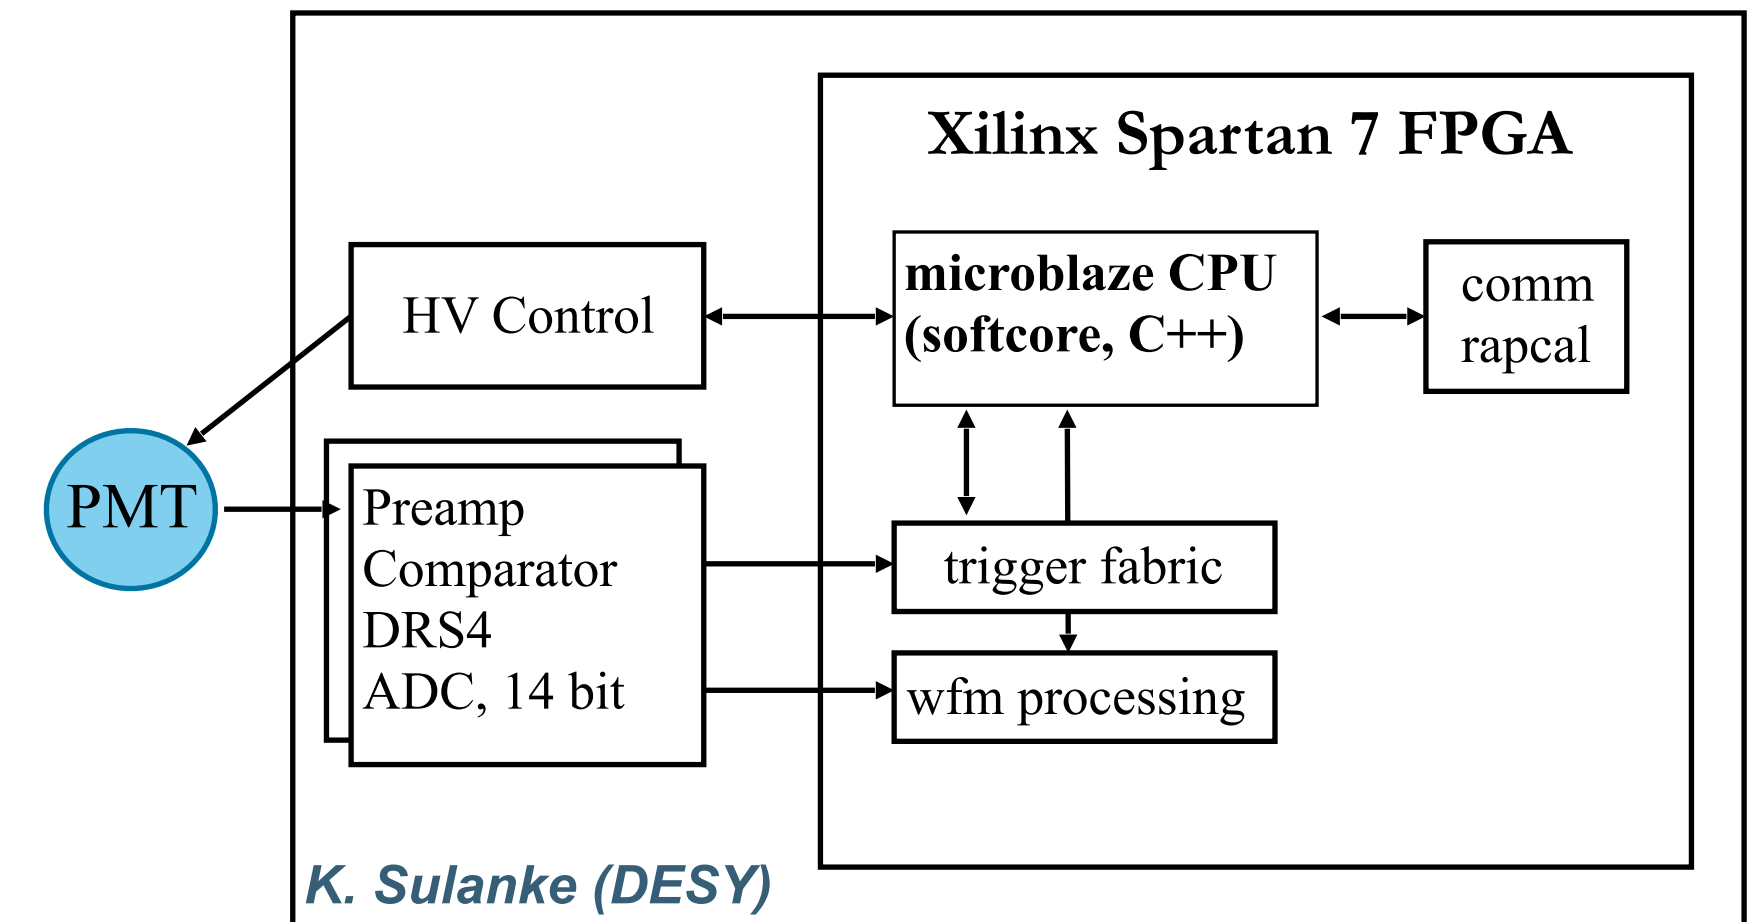 Xilinx Spartan 7 FPGA
HV Control
microblaze CPU
(softcore, C++)
comm
rapcal
PMT
Preamp
Comparator
DRS4
ADC, 14 bit
trigger fabric
wfm processing
K. Sulanke (DESY)